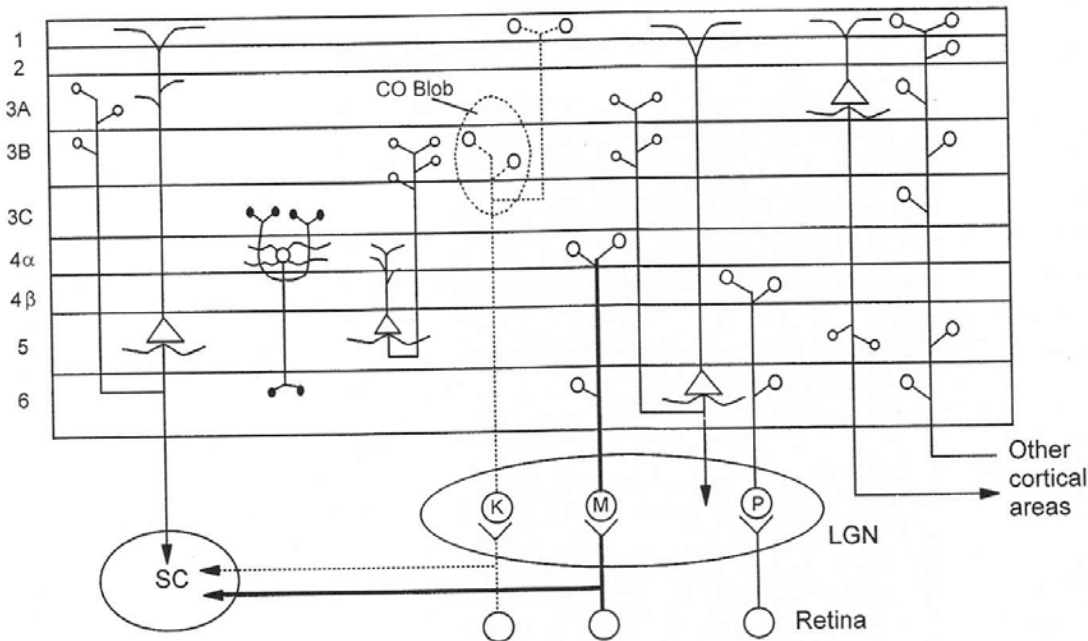 1
2
3A
3B
3C
4α
4β
5
6
CO Blob
K
M
P
LGN
SC
Other
cortical
areas
Retina